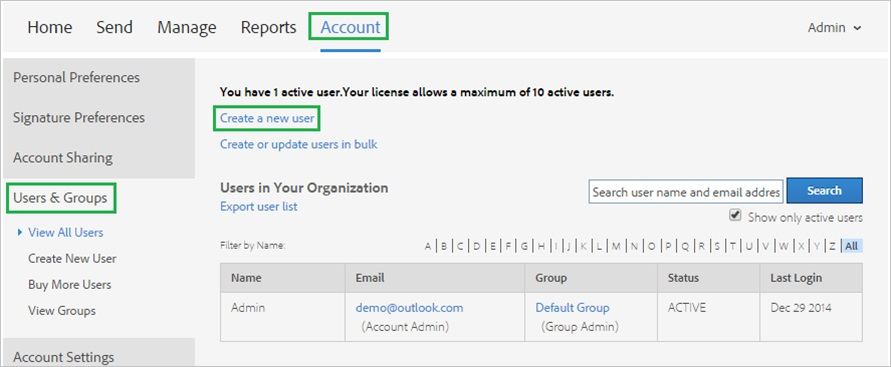 Home Send Manage Reports Account Admin
Personal Preferences
Signature Preferences
Account Sharing
Users & Groups
View All Users
Create New User
Buy More Users
View Groups
Account Settings
You have 1 active user.Your license allows a maximum of 10 active users.
Create a new user
Create or update users in bulk
Users in Your Organization
Export user list
Search user name and email addres Search
Show only active users
Filter by Name: A B C D E F G H I J K L M N O P Q R S T U V W X Y Z All
Name Email Group Status Last Login
Admin demo@outlook.com Default Group ACTIVE Dec 29 2014
(Account Admin) (Group Admin)